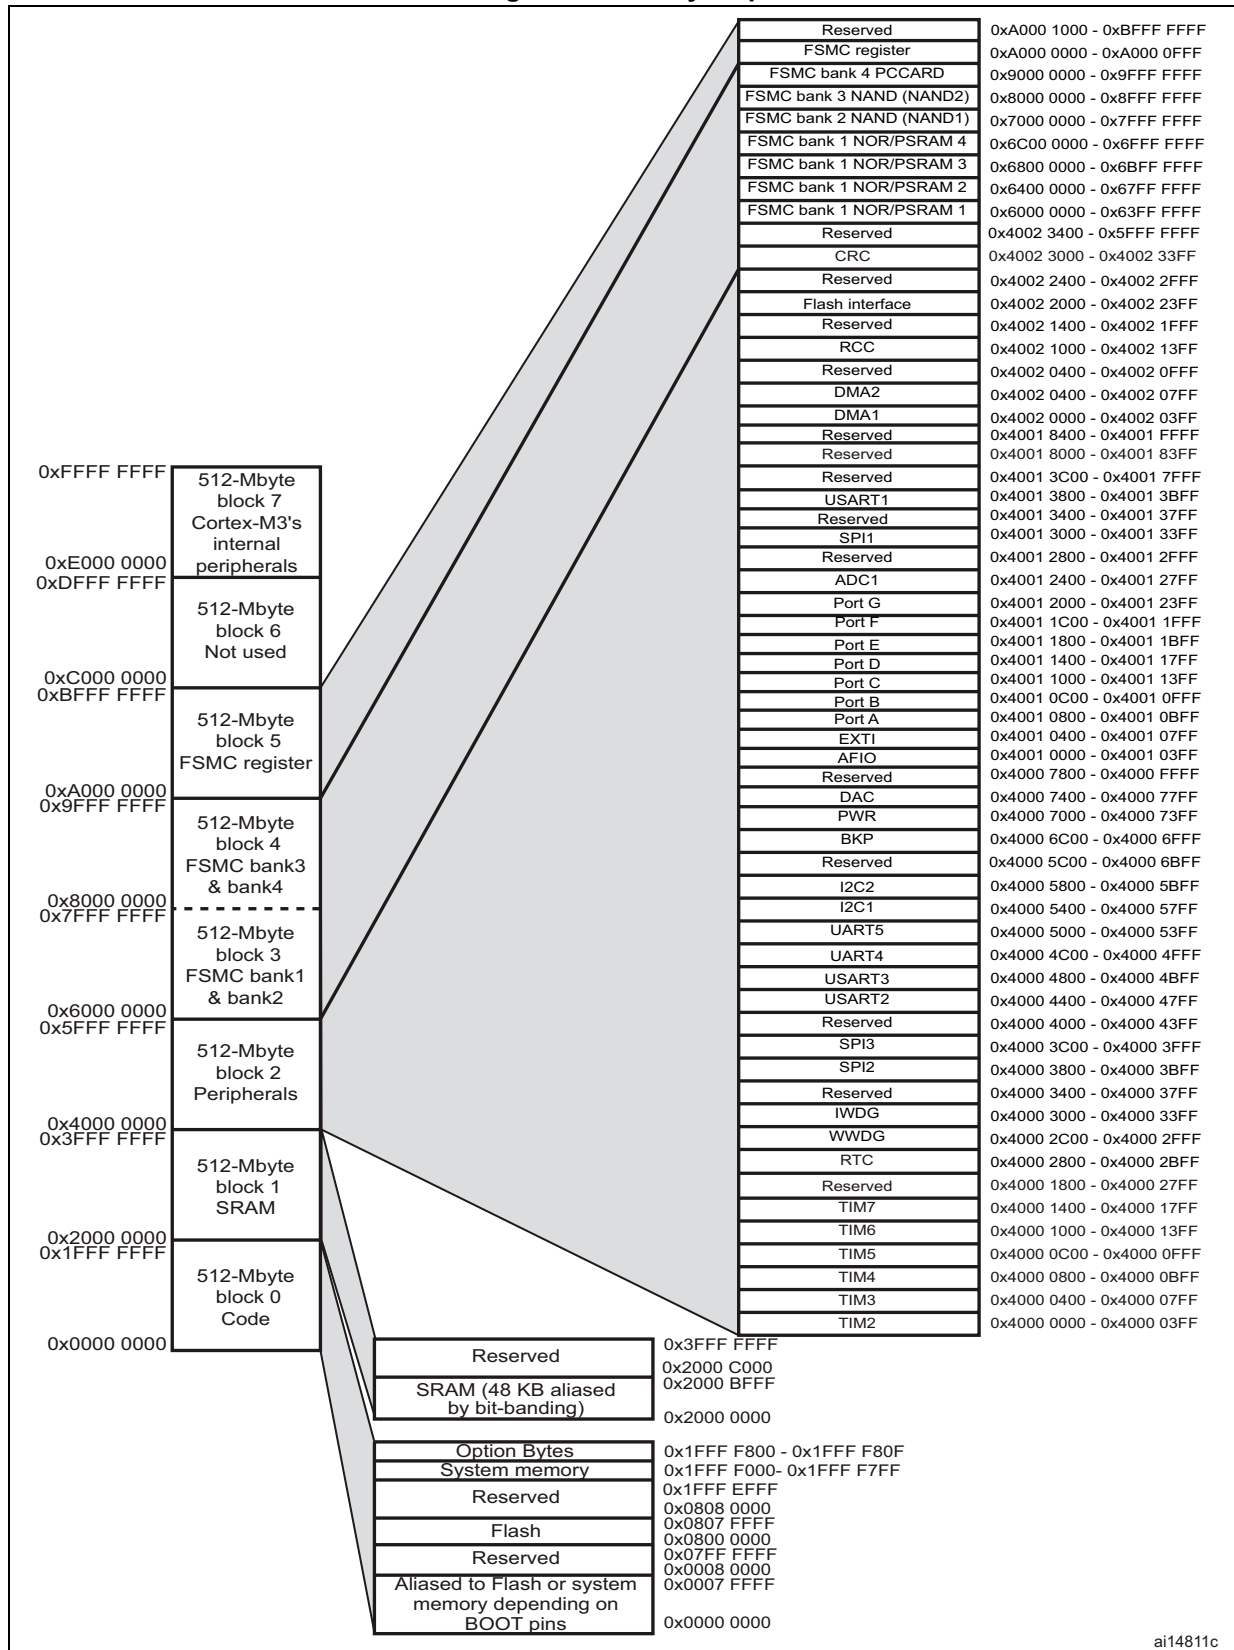 Reserved 0xA000 1000 - 0xBFFF FFFF
FSMC register 0xA000 0000 - 0xA000 0FFF
FSMC bank 4 PCCARD 0x9000 0000 - 0x9FFF FFFF
FSMC bank 3 NAND (NAND2) 0x8000 0000 - 0x8FFF FFFF
FSMC bank 2 NAND (NAND1) 0x7000 0000 - 0x7FFF FFFF
FSMC bank 1 NOR/PSRAM 4 0x6C00 0000 - 0x6FFF FFFF
FSMC bank 1 NOR/PSRAM 3 0x6800 0000 - 0x6BFF FFFF
FSMC bank 1 NOR/PSRAM 2 0x6400 0000 - 0x67FF FFFF
FSMC bank 1 NOR/PSRAM 1 0x6000 0000 - 0x63FF FFFF
Reserved 0x4002 3400 - 0x5FFF FFFF
CRC 0x4002 3000 - 0x4002 33FF
Reserved 0x4002 2400 - 0x4002 2FFF
Flash interface 0x4002 2000 - 0x4002 23FF
Reserved 0x4002 1400 - 0x4002 1FFF
RCC 0x4002 1000 - 0x4002 13FF
Reserved 0x4002 0400 - 0x4002 0FFF
DMA2 0x4002 0400 - 0x4002 07FF
DMA1 0x4002 0000 - 0x4002 03FF
Reserved 0x4001 8400 - 0x4001 FFFF
Reserved 0x4001 8000 - 0x4001 83FF
Reserved 0x4001 3C00 - 0x4001 7FFF
USART1 0x4001 3800 - 0x4001 3BFF
Reserved 0x4001 3400 - 0x4001 37FF
SPI1 0x4001 3000 - 0x4001 33FF
Reserved 0x4001 2800 - 0x4001 2FFF
ADC1 0x4001 2400 - 0x4001 27FF
Port G 0x4001 2000 - 0x4001 23FF
Port F 0x4001 1C00 - 0x4001 1FFF
Port E 0x4001 1800 - 0x4001 1BFF
Port D 0x4001 1400 - 0x4001 17FF
Port C 0x4001 1000 - 0x4001 13FF
Port B 0x4001 0C00 - 0x4001 0FFF
Port A 0x4001 0800 - 0x4001 0BFF
EXTI 0x4001 0400 - 0x4001 07FF
AFIO 0x4001 0000 - 0x4001 03FF
Reserved 0x4000 7800 - 0x4000 FFFF
DAC 0x4000 7400 - 0x4000 77FF
PWR 0x4000 7000 - 0x4000 73FF
BKP 0x4000 6C00 - 0x4000 6FFF
Reserved 0x4000 5C00 - 0x4000 6BFF
I2C2 0x4000 5800 - 0x4000 5BFF
I2C1 0x4000 5400 - 0x4000 57FF
UART5 0x4000 5000 - 0x4000 53FF
UART4 0x4000 4C00 - 0x4000 4FFF
USART3 0x4000 4800 - 0x4000 4BFF
USART2 0x4000 4400 - 0x4000 47FF
Reserved 0x4000 4000 - 0x4000 43FF
SPI3 0x4000 3C00 - 0x4000 3FFF
SPI2 0x4000 3800 - 0x4000 3BFF
Reserved 0x4000 3400 - 0x4000 37FF
IWDG 0x4000 3000 - 0x4000 33FF
WWDG 0x4000 2C00 - 0x4000 2FFF
RTC 0x4000 2800 - 0x4000 2BFF
Reserved 0x4000 1800 - 0x4000 27FF
TIM7 0x4000 1400 - 0x4000 17FF
TIM6 0x4000 1000 - 0x4000 13FF
TIM5 0x4000 0C00 - 0x4000 0FFF
TIM4 0x4000 0800 - 0x4000 0BFF
TIM3 0x4000 0400 - 0x4000 07FF
TIM2 0x4000 0000 - 0x4000 03FF
0xFFFF FFFF
512-Mbyte
block 7
Cortex-M3's
internal
peripherals
0xE000 0000
0xDFFF FFFF
512-Mbyte
block 6
Not used
0xC000 0000
0xBFFF FFFF
512-Mbyte
block 5
FSMC register
0xA000 0000
0x9FFF FFFF
512-Mbyte
block 4
FSMC bank3
& bank4
0x8000 0000
0x7FFF FFFF
512-Mbyte
block 3
FSMC bank1
& bank2
0x6000 0000
0x5FFF FFFF
512-Mbyte
block 2
Peripherals
0x4000 0000
0x3FFF FFFF
512-Mbyte
block 1
SRAM
0x2000 0000
0x1FFF FFFF
512-Mbyte
block 0
Code
0x0000 0000
0x3FFF FFFF
Reserved
0x2000 C000
0x2000 BFFF
SRAM (48 KB aliased
by bit-banding)
0x2000 0000
Option Bytes 0x1FFF F800 - 0x1FFF F80F
System memory 0x1FFF F000- 0x1FFF F7FF
0x1FFF EFFF
Reserved
0x0808 0000
0x0807 FFFF
Flash
0x0800 0000
0x07FF FFFF
Reserved
0x0008 0000
0x0007 FFFF
Aliased to Flash or system
memory depending on
BOOT pins
0x0000 0000
ai14811c